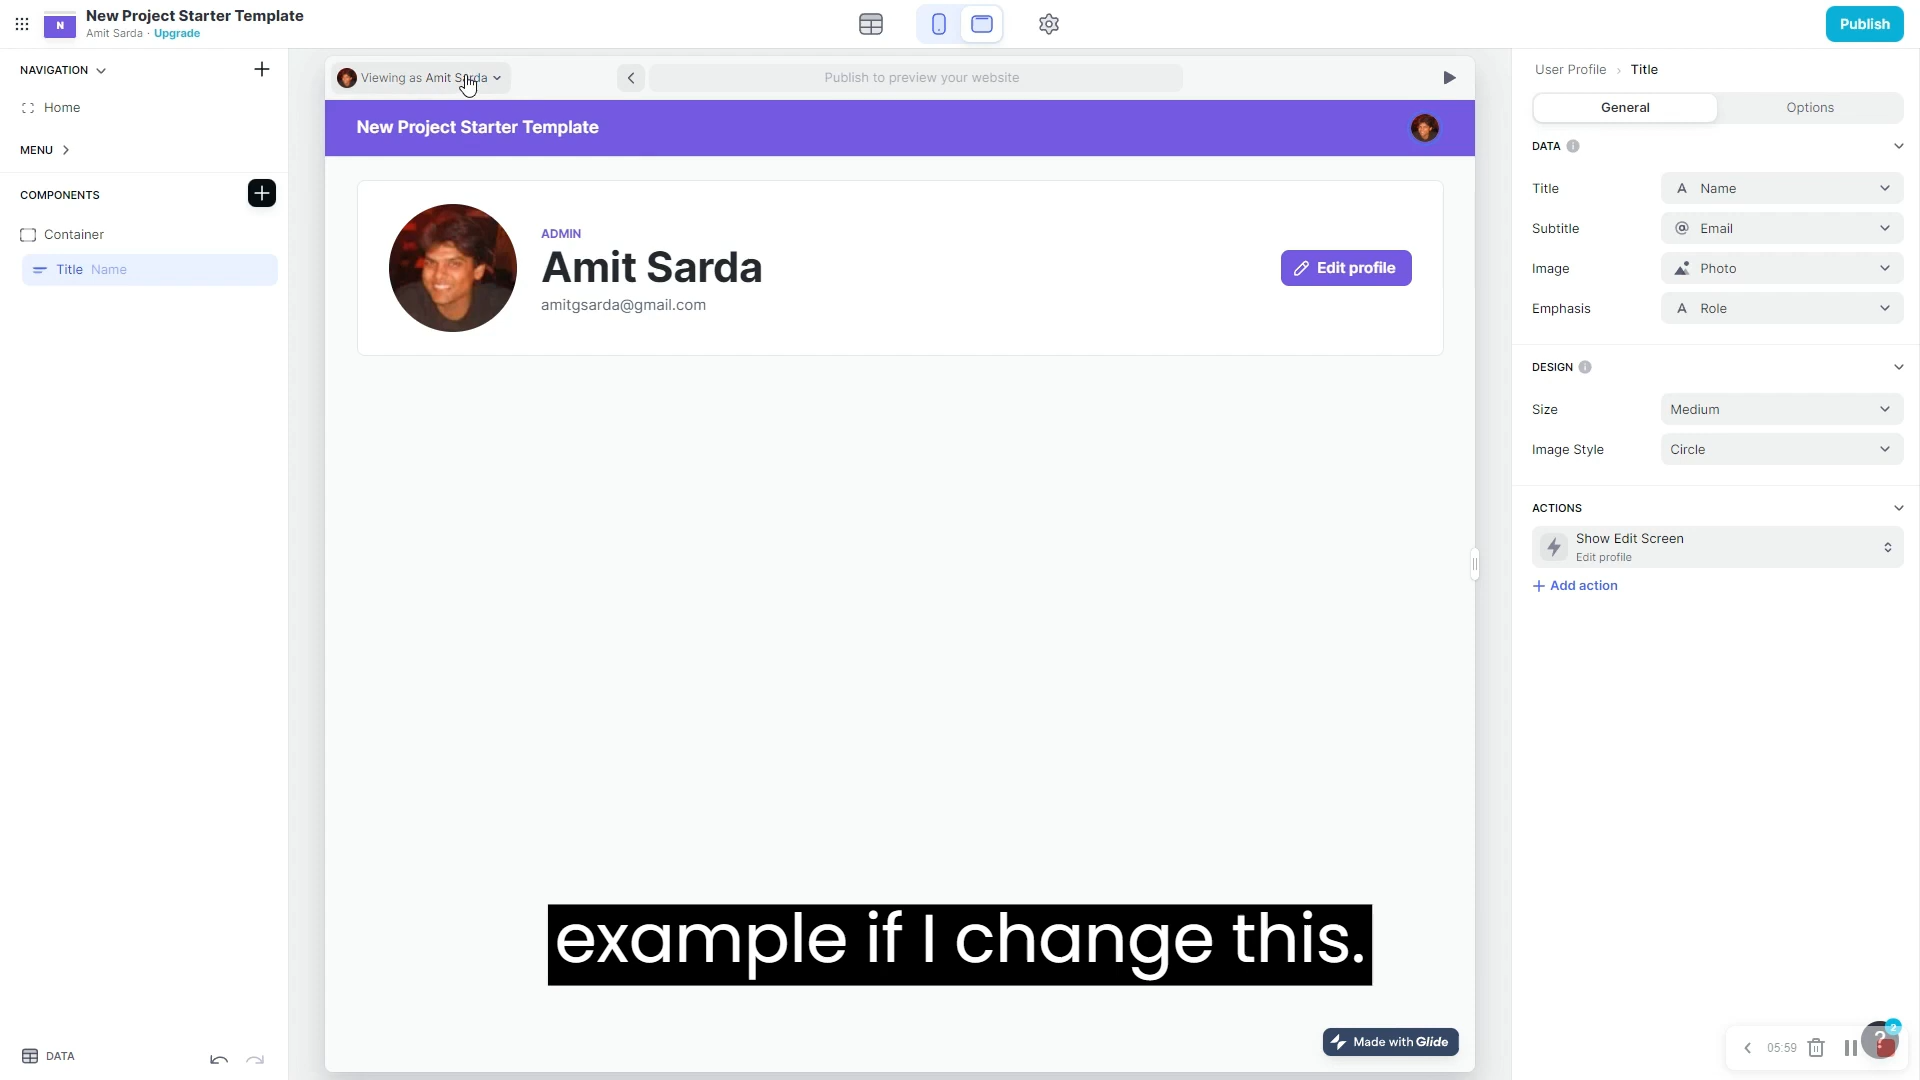 N
New Project Starter Template
Amit Sarda · Upgrade
Publish
NAVIGATION
Home
MENU
COMPONENTS
Container
Title Name
DATA
Viewing as Amit Sarda
Publish to preview your website
New Project Starter Template
ADMIN
Amit Sarda
amitgsarda@gmail.com
Edit profile
example if I change this.
Made with Glide
User Profile › Title
General
Options
DATA
Title
A Name
Subtitle
@ Email
Image
Photo
Emphasis
A Role
DESIGN
Size
Medium
Image Style
Circle
ACTIONS
Show Edit Screen
Edit profile
+ Add action
05:59
?
2